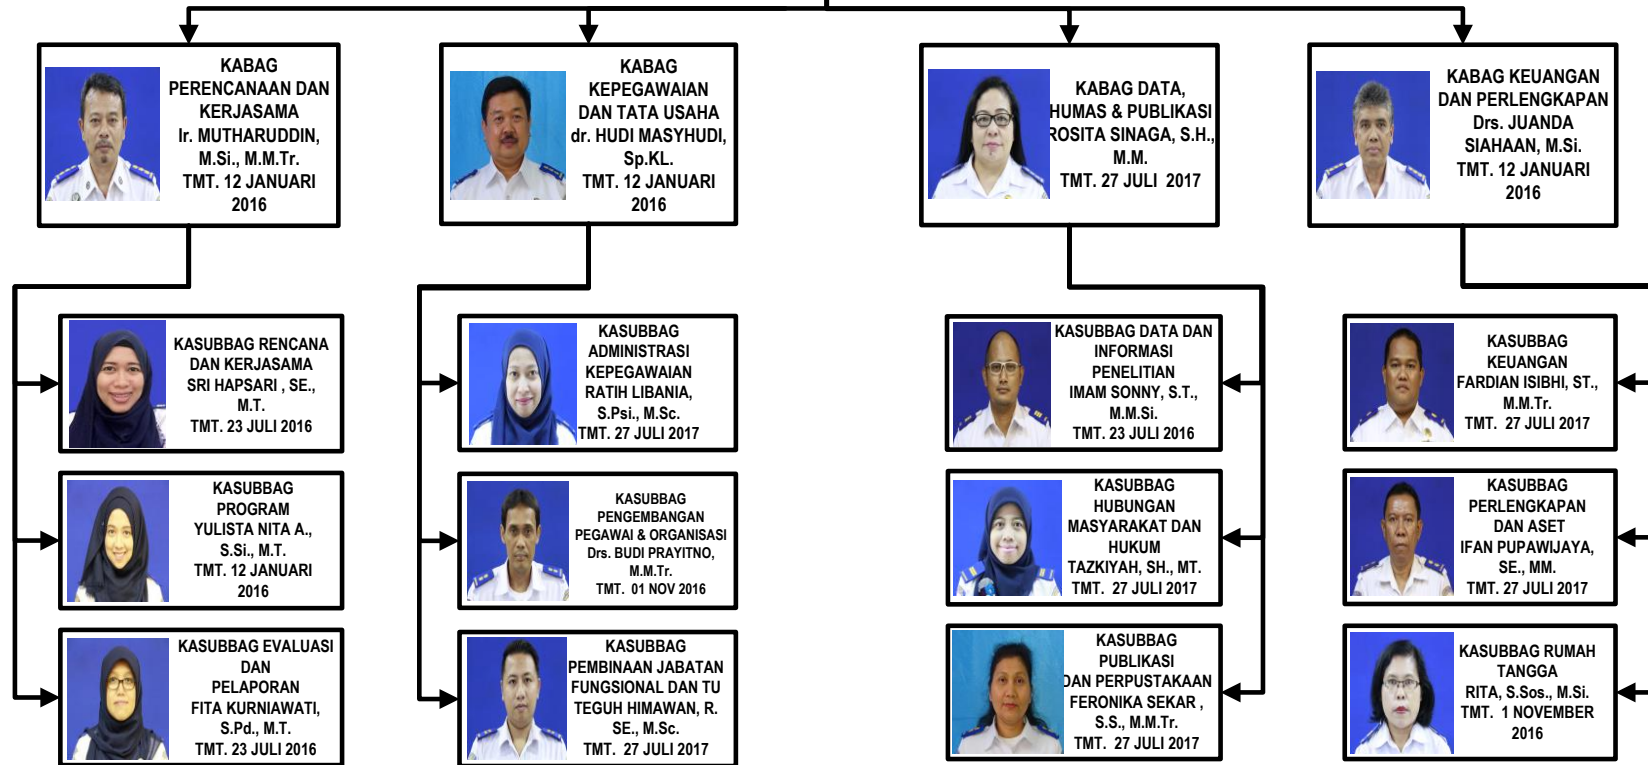 KABAG
PERENCANAAN DAN
KERJASAMA
Ir. MUTHARUDDIN,
M.Si., M.M.Tr.
TMT. 12 JANUARI
2016
KABAG
KEPEGAWAIAN
DAN TATA USAHA
dr. HUDI MASYHUDI,
Sp.KL.
TMT. 12 JANUARI
2016
KABAG DATA,
HUMAS & PUBLIKASI
ROSITA SINAGA, S.H.,
M.M.
TMT. 27 JULI 2017
KABAG KEUANGAN
DAN PERLENGKAPAN
Drs. JUANDA
SIAHAAN, M.Si.
TMT. 12 JANUARI
2016
KASUBBAG RENCANA
DAN KERJASAMA
SRI HAPSARI , SE.,
M.T.
TMT. 23 JULI 2016
KASUBBAG
ADMINISTRASI
KEPEGAWAIAN
RATIH LIBANIA,
S.Psi., M.Sc.
TMT. 27 JULI 2017
KASUBBAG DATA DAN
INFORMASI
PENELITIAN
IMAM SONNY, S.T.,
M.M.Si.
TMT. 23 JULI 2016
KASUBBAG
KEUANGAN
FARDIAN ISIBHI, ST.,
M.M.Tr.
TMT. 27 JULI 2017
KASUBBAG
PROGRAM
YULISTA NITA A.,
S.Si., M.T.
TMT. 12 JANUARI
2016
KASUBBAG
PENGEMBANGAN
PEGAWAI & ORGANISASI
Drs. BUDI PRAYITNO,
M.M.Tr.
TMT. 01 NOV 2016
KASUBBAG
HUBUNGAN
MASYARAKAT DAN
HUKUM
TAZKIYAH, SH., MT.
TMT. 27 JULI 2017
KASUBBAG
PERLENGKAPAN
DAN ASET
IFAN PUPAWIJAYA,
SE., MM.
TMT. 27 JULI 2017
KASUBBAG EVALUASI
DAN
PELAPORAN
FITA KURNIAWATI,
S.Pd., M.T.
TMT. 23 JULI 2016
KASUBBAG
PEMBINAAN JABATAN
FUNGSIONAL DAN TU
TEGUH HIMAWAN, R.
SE., M.Sc.
TMT. 27 JULI 2017
KASUBBAG
PUBLIKASI
DAN PERPUSTAKAAN
FERONIKA SEKAR ,
S.S., M.M.Tr.
TMT. 27 JULI 2017
KASUBBAG RUMAH
TANGGA
RITA, S.Sos., M.Si.
TMT. 1 NOVEMBER
2016